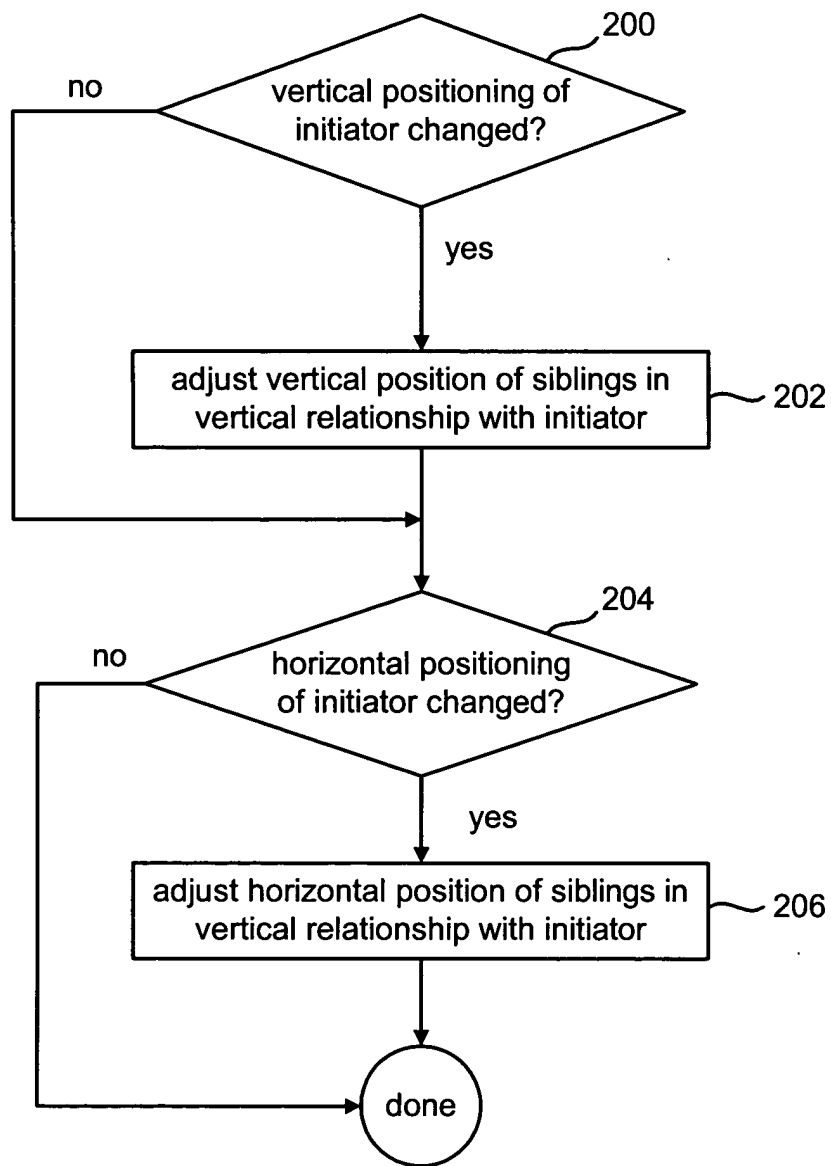 200
no
vertical positioning of
initiator changed?
yes
adjust vertical position of siblings in
vertical relationship with initiator
202
204
no
horizontal positioning
of initiator changed?
yes
adjust horizontal position of siblings in
vertical relationship with initiator
206
done